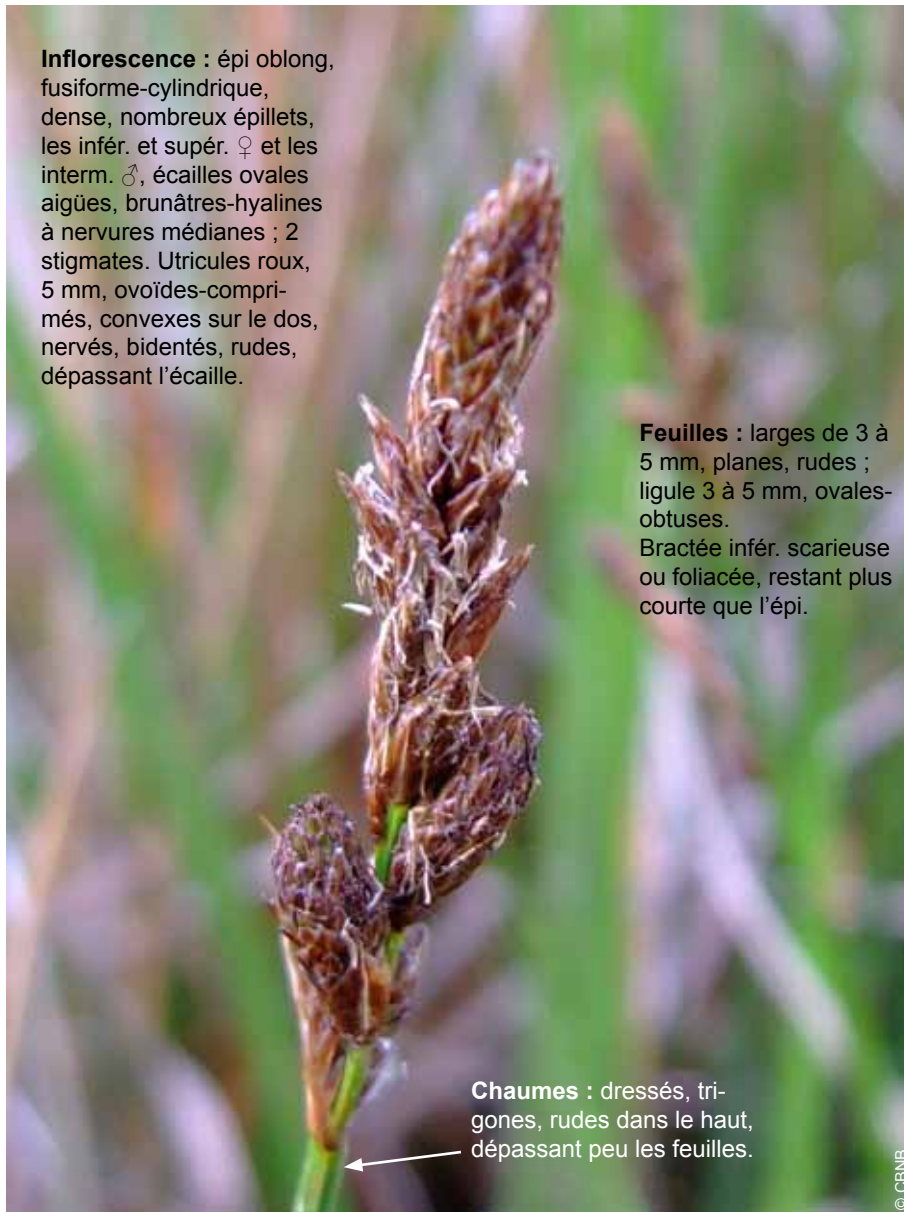 Inflorescence : épi oblong,
fusiforme-cylindrique,
dense, nombreux épillets,
les infér. et supér. ♀ et les
interm. ♂, écailles ovales
aigües, brunâtres-hyalines
à nervures médianes ; 2
stigmates. Utricules roux,
5 mm, ovoïdes-compri-
més, convexes sur le dos,
nervés, bidentés, rudes,
dépassant l'écaille.
Feuilles : larges de 3 à
5 mm, planes, rudes ;
ligule 3 à 5 mm, ovales-
obtuses.
Bractée infér. scarieuse
ou foliacée, restant plus
courte que l'épi.
Chaumes : dressés, tri-
gones, rudes dans le haut,
dépassant peu les feuilles.
© CBNB